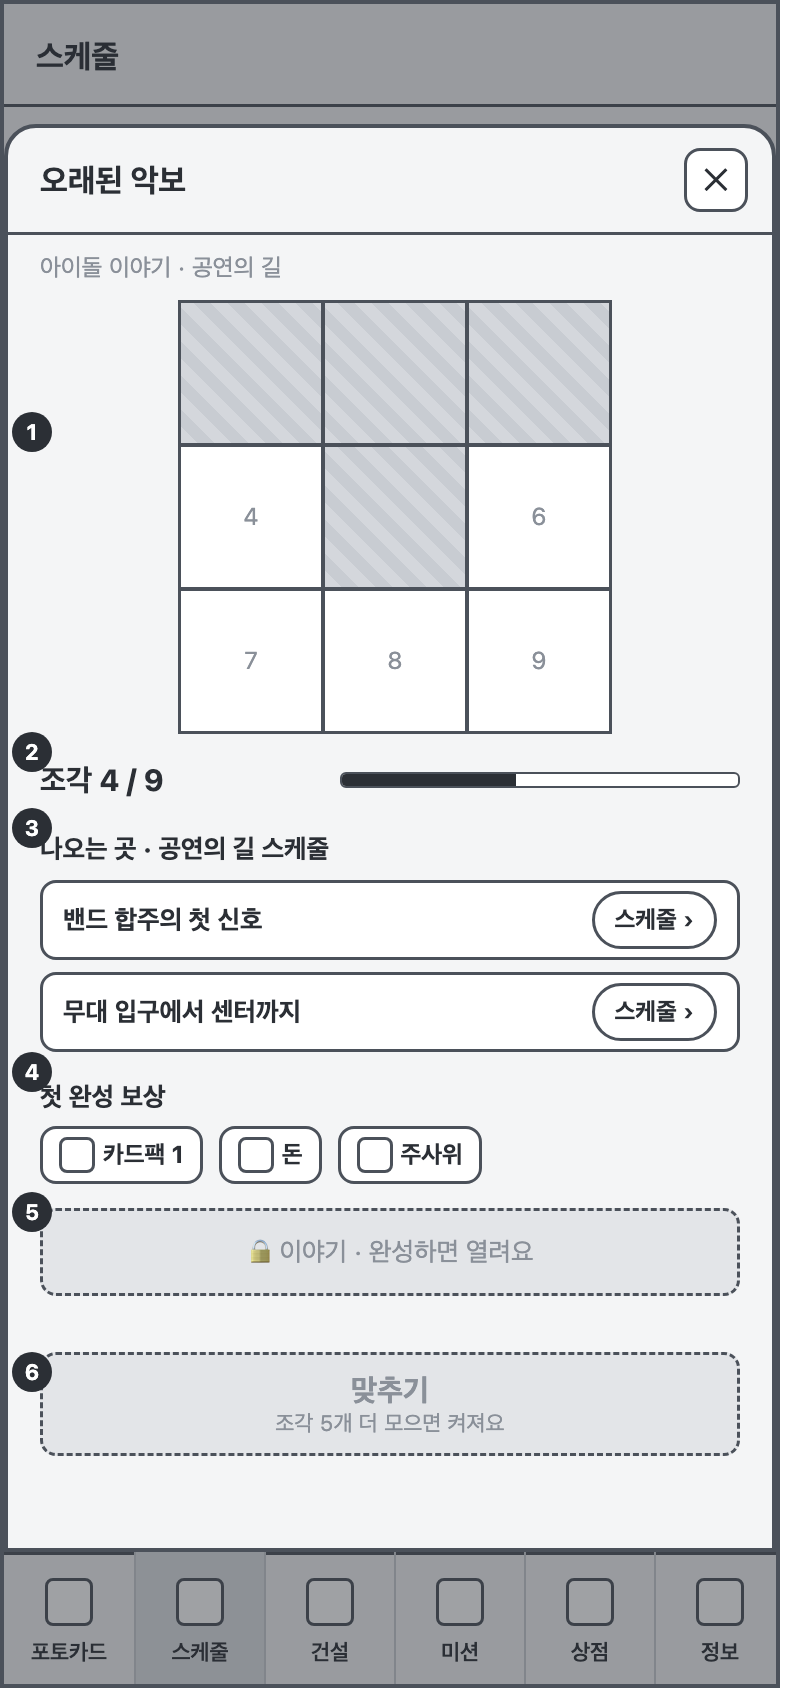 스케줄
오래된 악보
아이돌 이야기 · 공연의 길
1
4
6
7
8
9
2
조각 4 / 9
3
나오는 곳 · 공연의 길 스케줄
밴드 합주의 첫 신호
스케줄 ›
무대 입구에서 센터까지
스케줄 ›
4
첫 완성 보상
카드팩 1
돈
주사위
5
🔒 이야기 · 완성하면 열려요
6
맞추기
조각 5개 더 모으면 켜져요
포토카드
스케줄
건설
미션
상점
정보